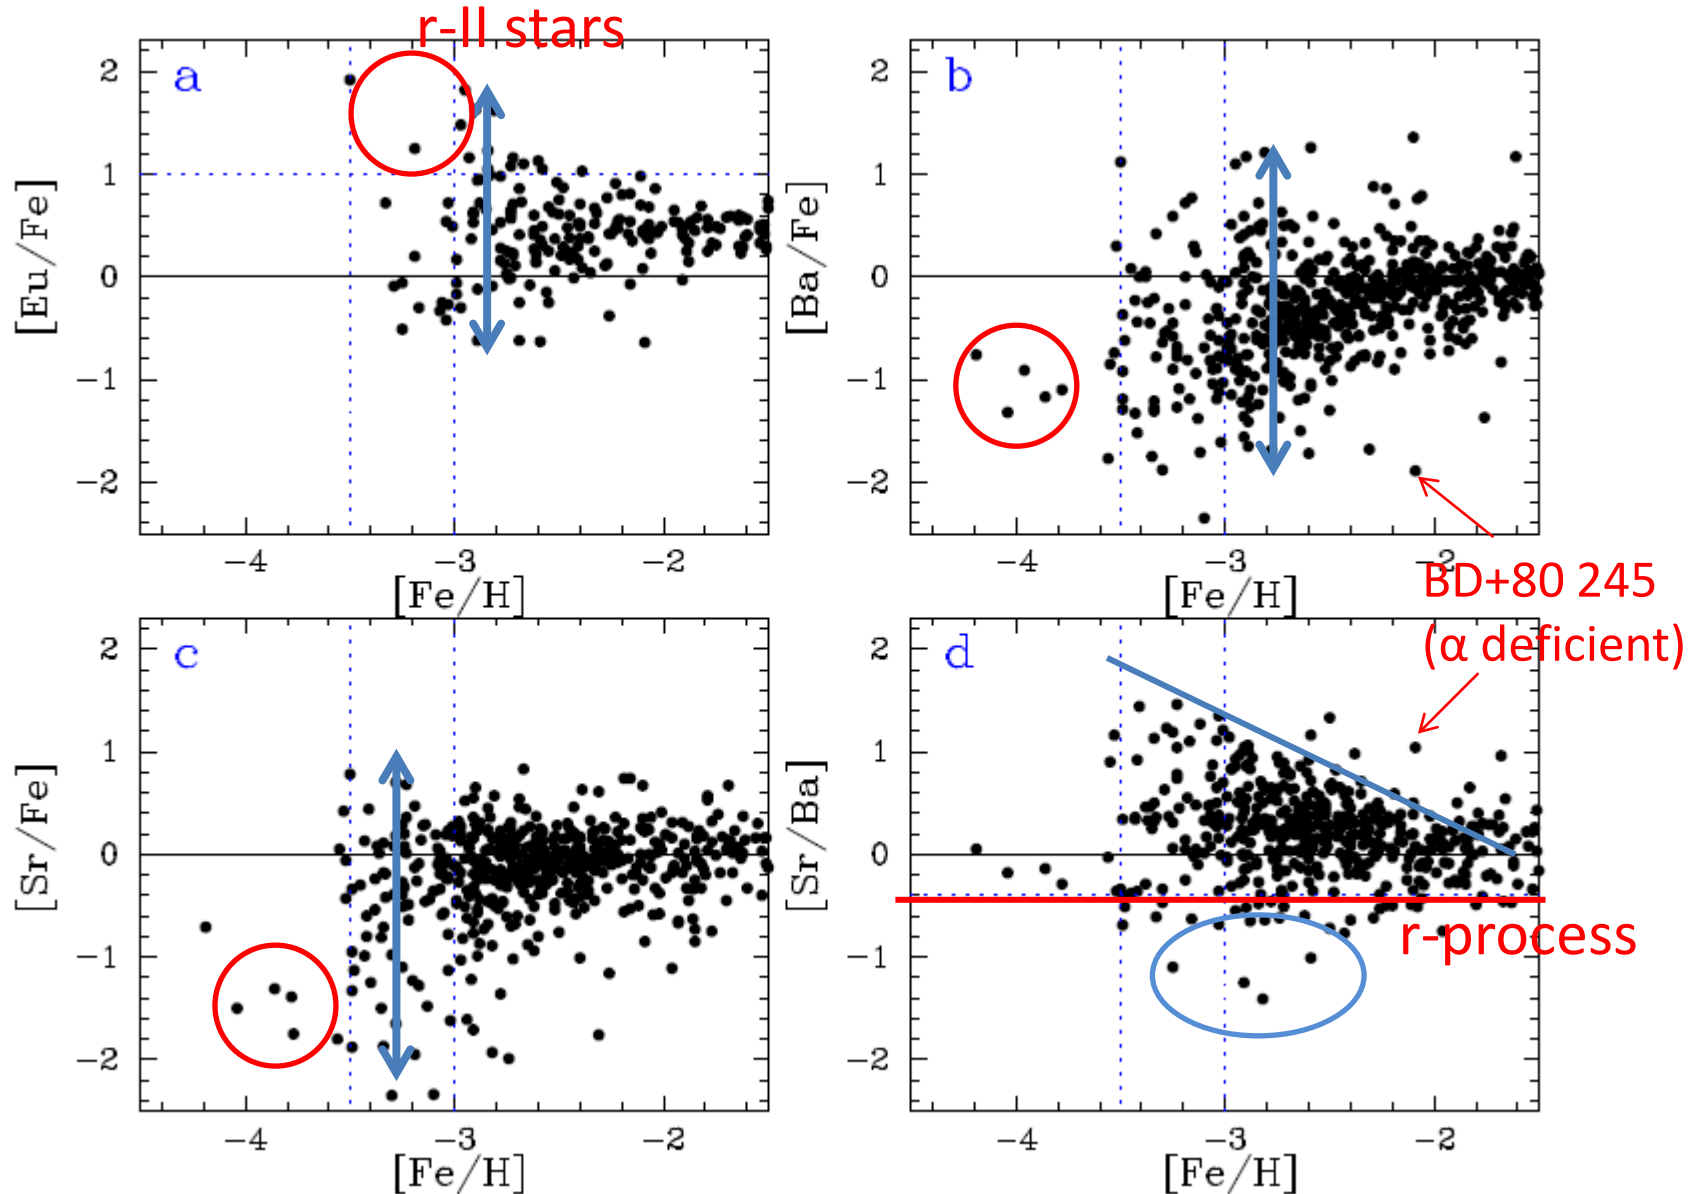 r-II stars
a
2
1
0
−1
−2
[Eu/Fe]
−4
−3
−2
[Fe/H]
b
2
1
0
−1
−2
[Ba/Fe]
−4
−3
−2
[Fe/H]
BD+80 245
(α deficient)
c
2
1
0
−1
−2
[Sr/Fe]
−4
−3
−2
[Fe/H]
d
2
1
0
−1
−2
[Sr/Ba]
r-process
−4
−3
−2
[Fe/H]